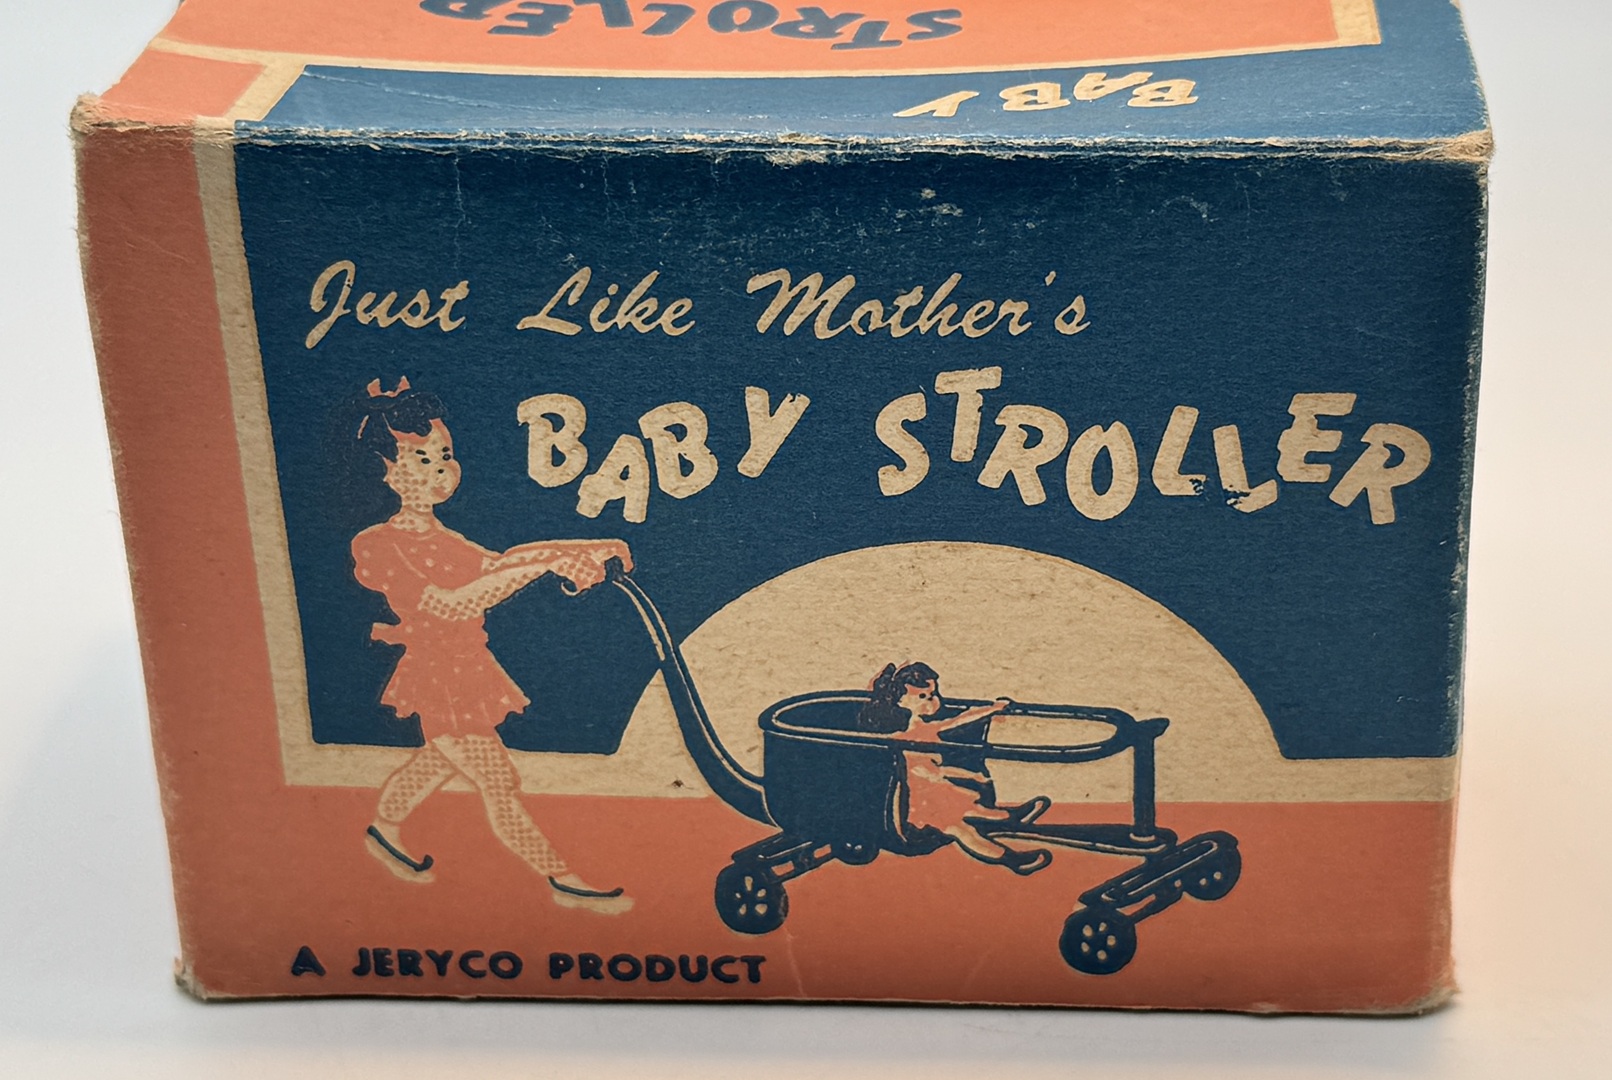 STROLLER
BABY
Just Like Mother's
BABY STROLLER
A JERYCO PRODUCT